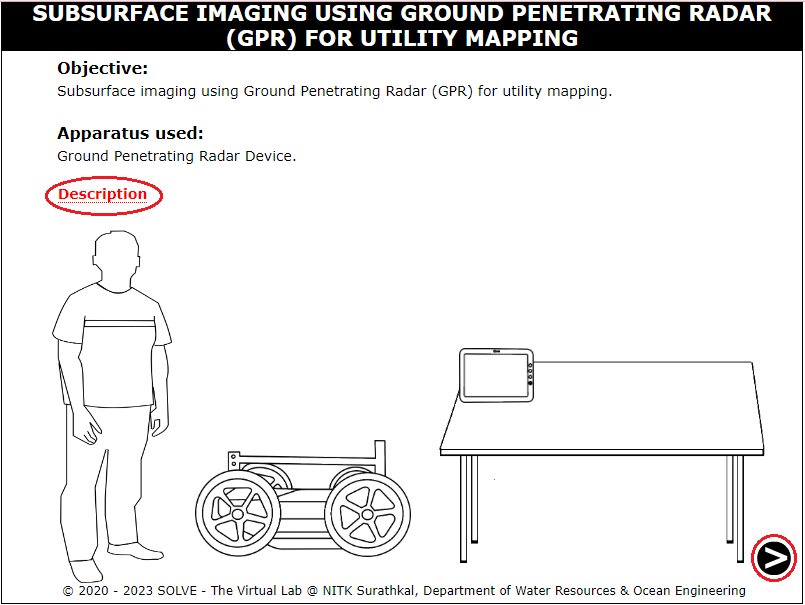 SUBSURFACE IMAGING USING GROUND PENETRATING RADAR
(GPR) FOR UTILITY MAPPING
Objective:
Subsurface imaging using Ground Penetrating Radar (GPR) for utility mapping.
Apparatus used:
Ground Penetrating Radar Device.
Description
© 2020 - 2023 SOLVE - The Virtual Lab @ NITK Surathkal, Department of Water Resources & Ocean Engineering